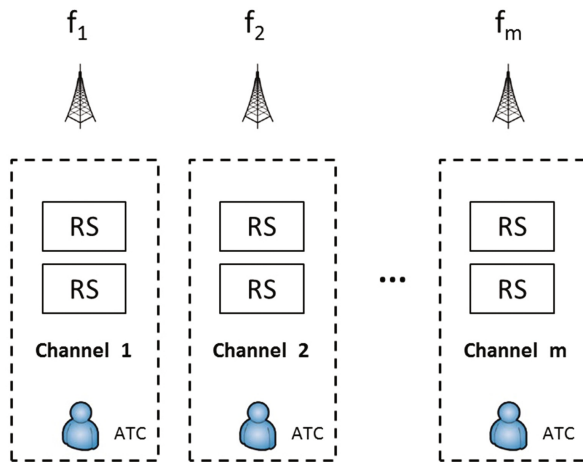 f1 f2 fm
RS RS RS
RS RS RS
...
Channel 1 Channel 2 Channel m
ATC ATC ATC